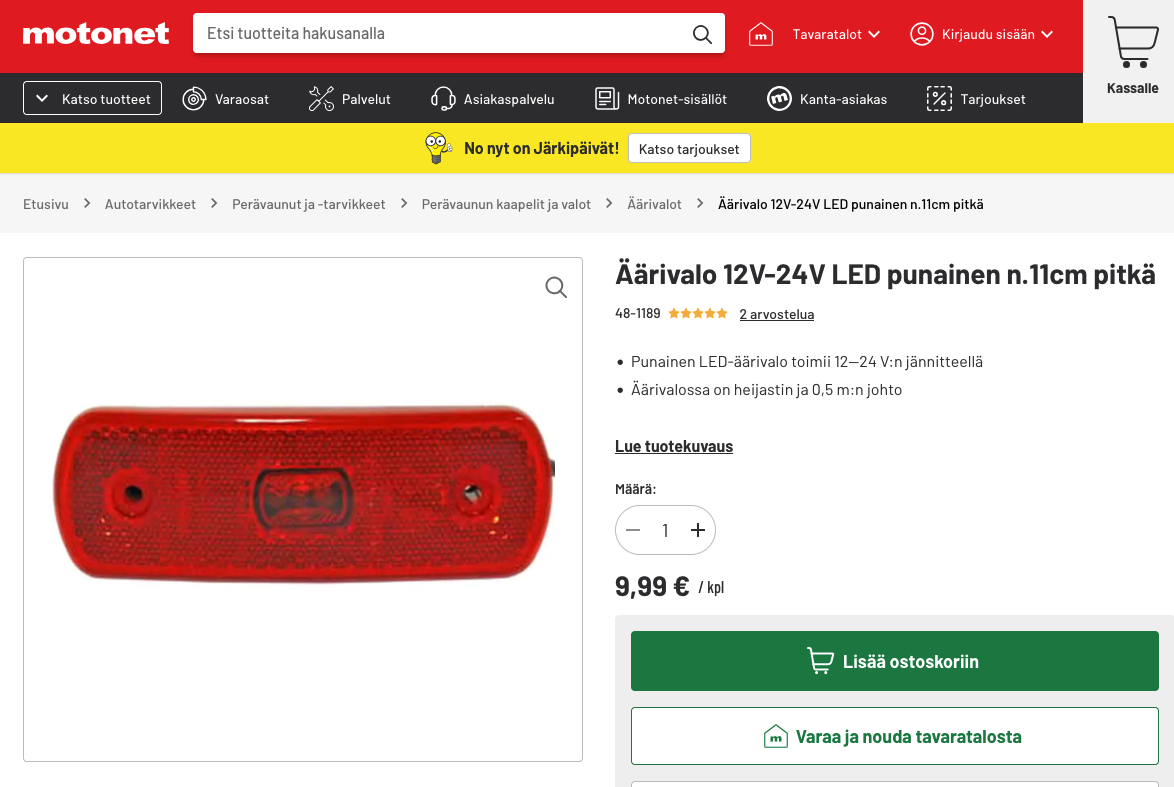 motonet
Etsi tuotteita hakusanalla
m
Tavaratalot
Kirjaudu sisään
Kassalle
Katso tuotteet
Varaosat
Palvelut
Asiakaspalvelu
Motonet-sisällöt
m
Kanta-asiakas
%
Tarjoukset
No nyt on Järkipäivät!
Katso tarjoukset
Etusivu
Autotarvikkeet
Perävaunut ja -tarvikkeet
Perävaunun kaapelit ja valot
Äärivalot
Äärivalo 12V-24V LED punainen n.11cm pitkä
Äärivalo 12V-24V LED punainen n.11cm pitkä
48-1189
2 arvostelua
• Punainen LED-äärivalo toimii 12–24 V:n jännitteellä
• Äärivalossa on heijastin ja 0,5 m:n johto
Lue tuotekuvaus
Määrä:
1
9,99 € / kpl
Lisää ostoskoriin
m
Varaa ja nouda tavaratalosta